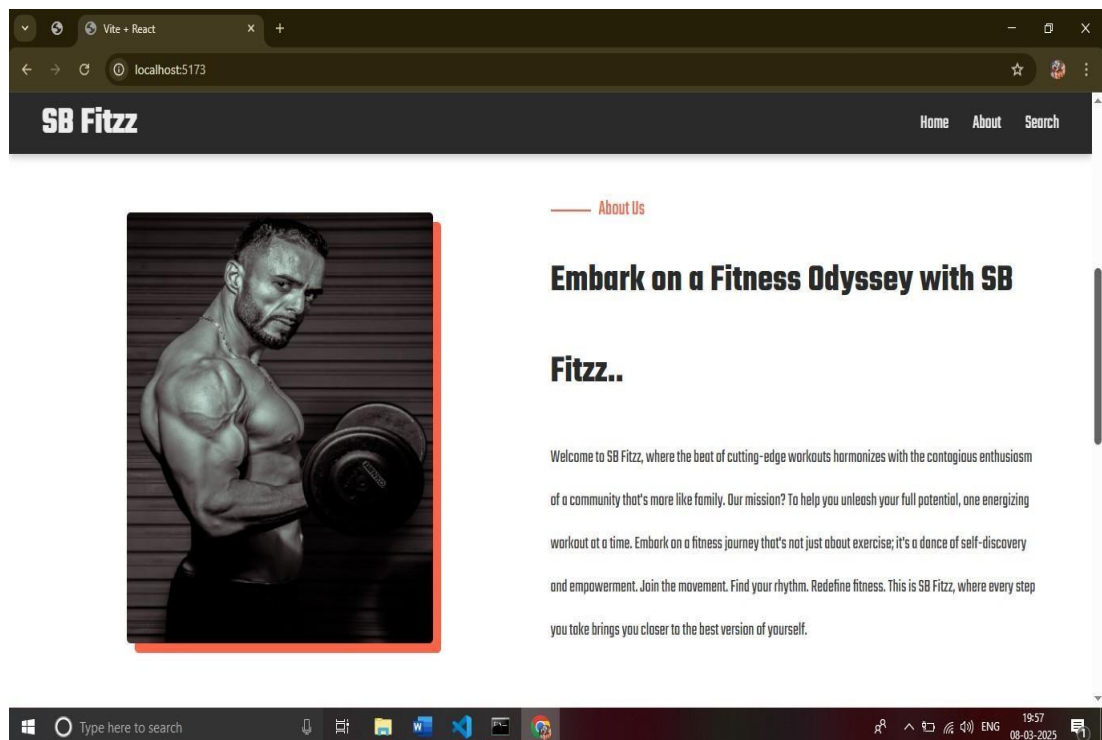 Vite + React
localhost:5173
SB Fitzz
Home About Search
About Us
Embark on a Fitness Odyssey with SB
Fitzz..
Welcome to SB Fitzz, where the beat of cutting-edge workouts harmonizes with the contagious enthusiasm
of a community that's more like family. Our mission? To help you unleash your full potential, one energizing
workout at a time. Embark on a fitness journey that's not just about exercise; it's a dance of self-discovery
and empowerment. Join the movement. Find your rhythm. Redefine fitness. This is SB Fitzz, where every step
you take brings you closer to the best version of yourself.
Type here to search
ENG
19:57
08-03-2025
1